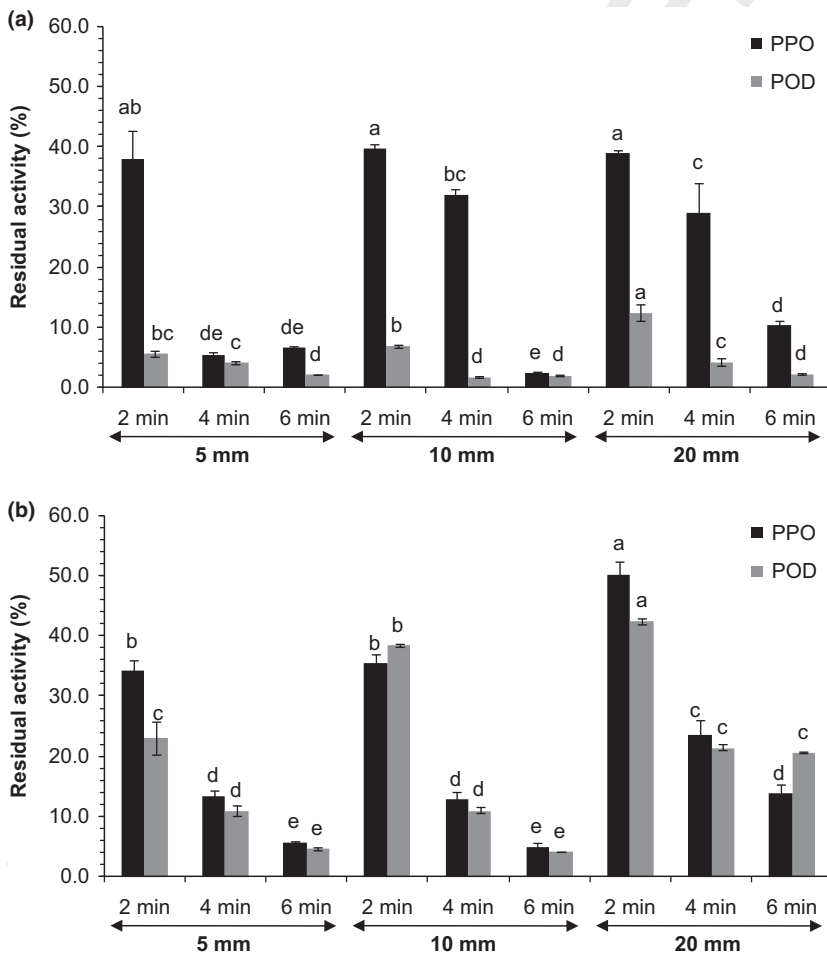 (a)
60.0
50.0
40.0
30.0
20.0
10.0
0.0
Residual activity (%)
PPO
POD
ab
bc
de
c
de
d
a
b
bc
d
e
d
a
a
c
c
d
d
2 min 4 min 6 min 2 min 4 min 6 min 2 min 4 min 6 min
5 mm 10 mm 20 mm
(b)
60.0
50.0
40.0
30.0
20.0
10.0
0.0
Residual activity (%)
PPO
POD
b
c
d
d
e
e
b
b
d
d
e
e
a
a
c
c
d
c
2 min 4 min 6 min 2 min 4 min 6 min 2 min 4 min 6 min
5 mm 10 mm 20 mm